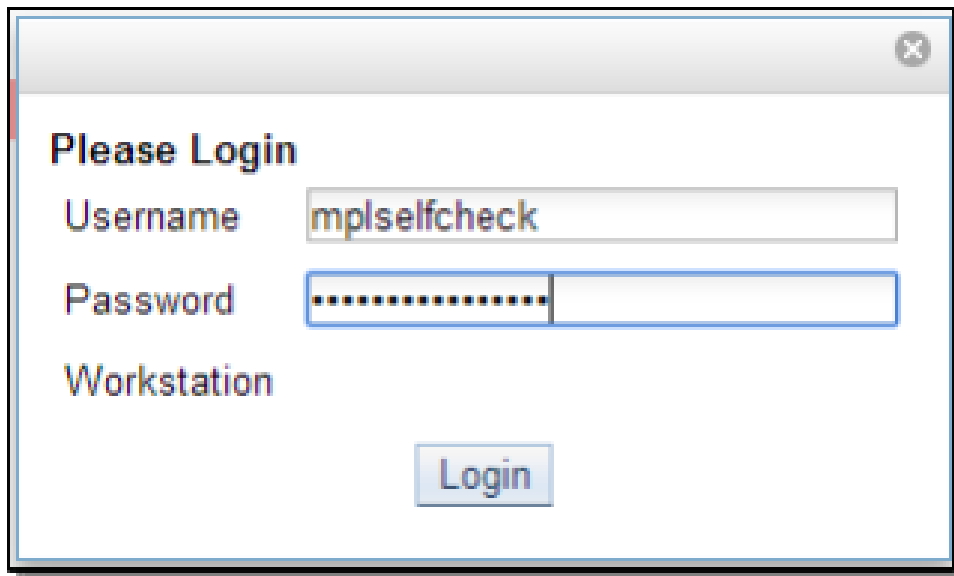 Please Login
Username mplselfcheck
Password ••••••••••••••••
Workstation
Login